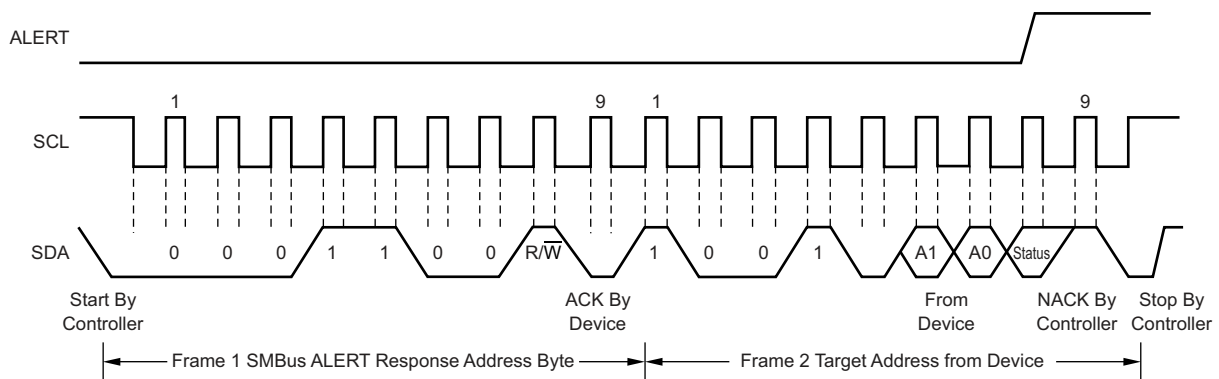 ALERT
1 9 1 9
SCL
SDA
0 0 0 1 1 0 0 R/W 1 0 0 1 A1 A0 Status
Start By
Controller
ACK By
Device
From
Device
NACK By
Controller
Stop By
Controller
Frame 1 SMBus ALERT Response Address Byte
Frame 2 Target Address from Device